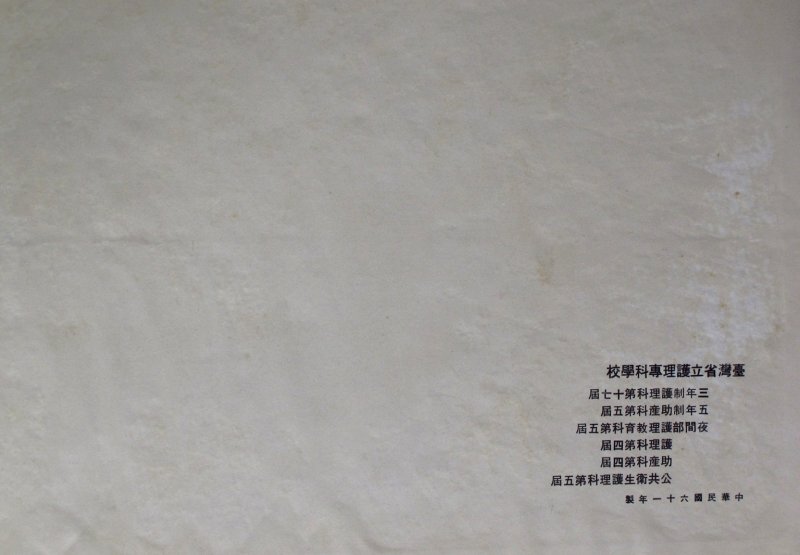 臺灣省立護理專科學校
三年制護理科第十七屆
五年制助產科第五屆
夜間部護理教育科第五屆
護理科第四屆
助產科第四屆
公共衛生護理科第五屆
中華民國六十一年製